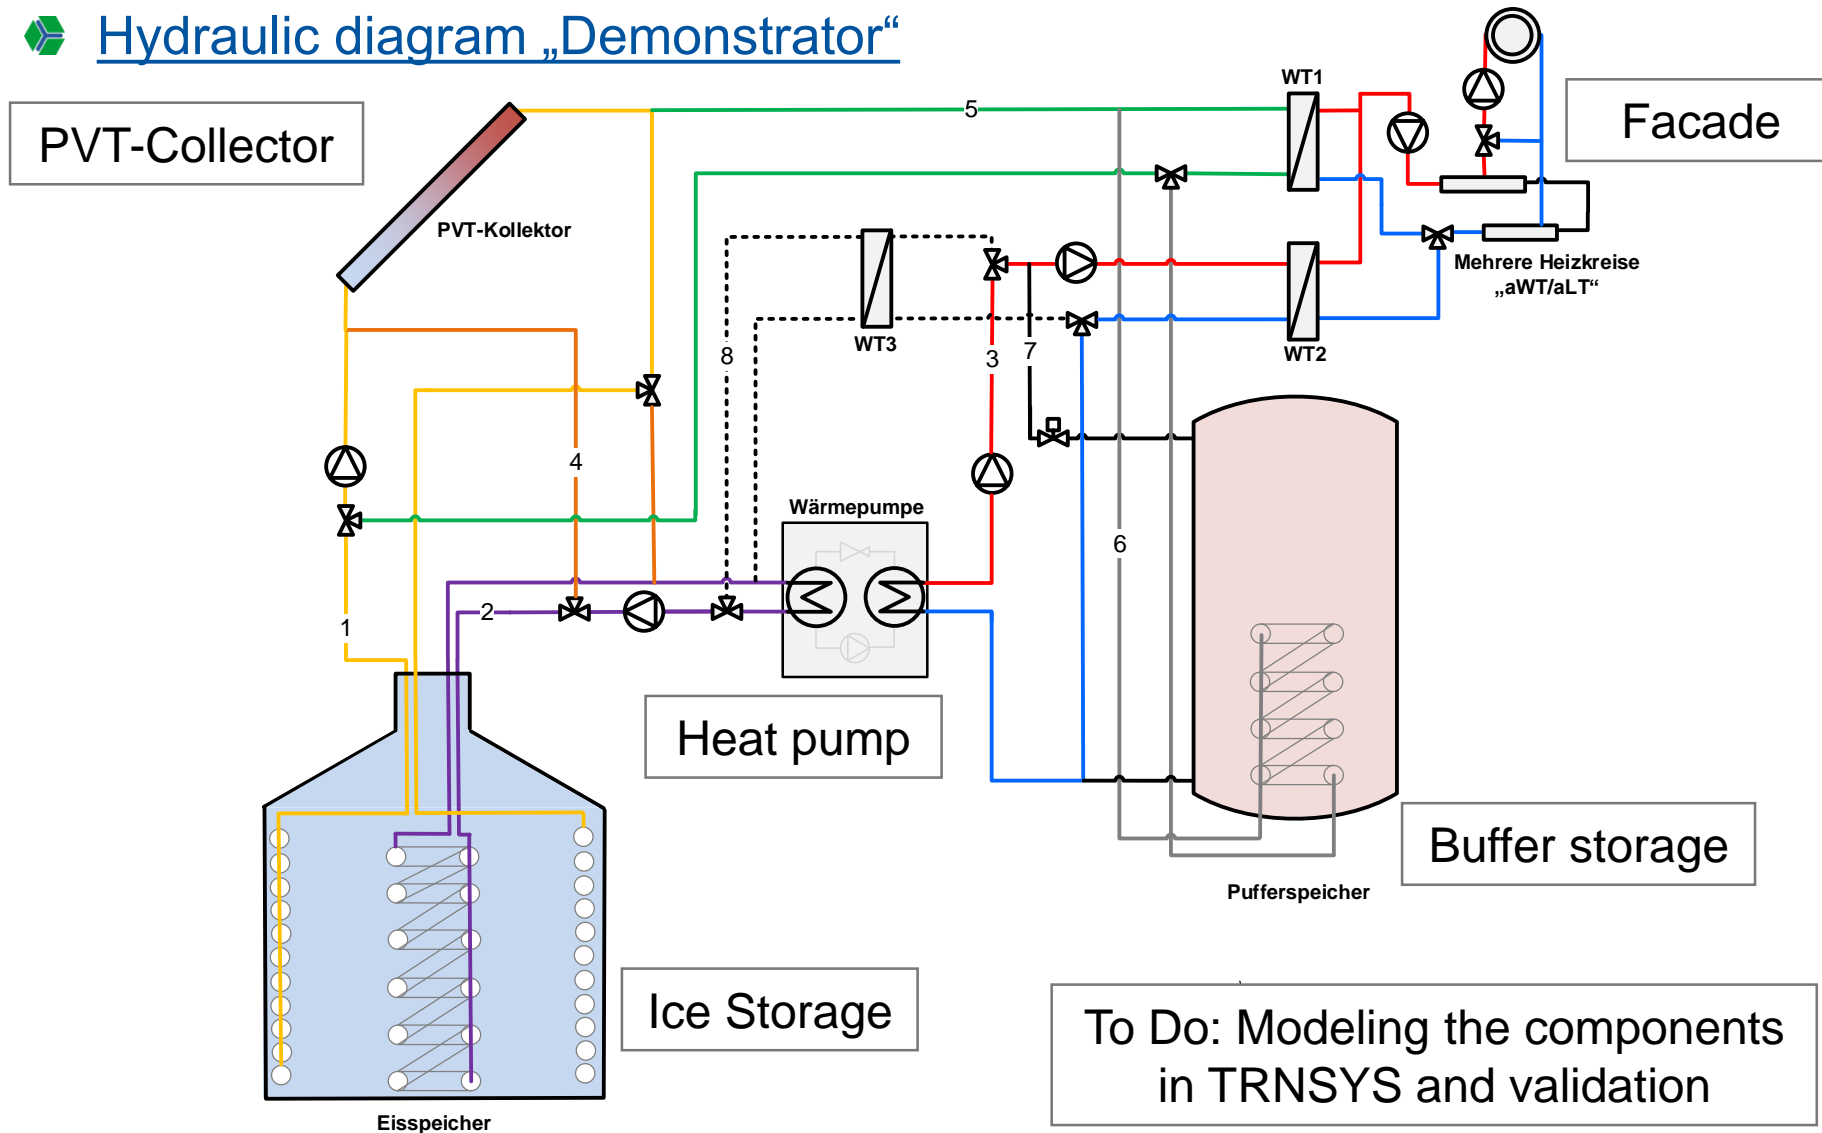 Hydraulic diagram „Demonstrator“
PVT-Collector
PVT-Kollektor
5
WT1
Facade
Mehrere Heizkreise
„aWT/aLT“
WT3
WT2
8
3
7
4
Wärmepumpe
6
1
2
Heat pump
Buffer storage
Pufferspeicher
Ice Storage
To Do: Modeling the components
in TRNSYS and validation
Eisspeicher